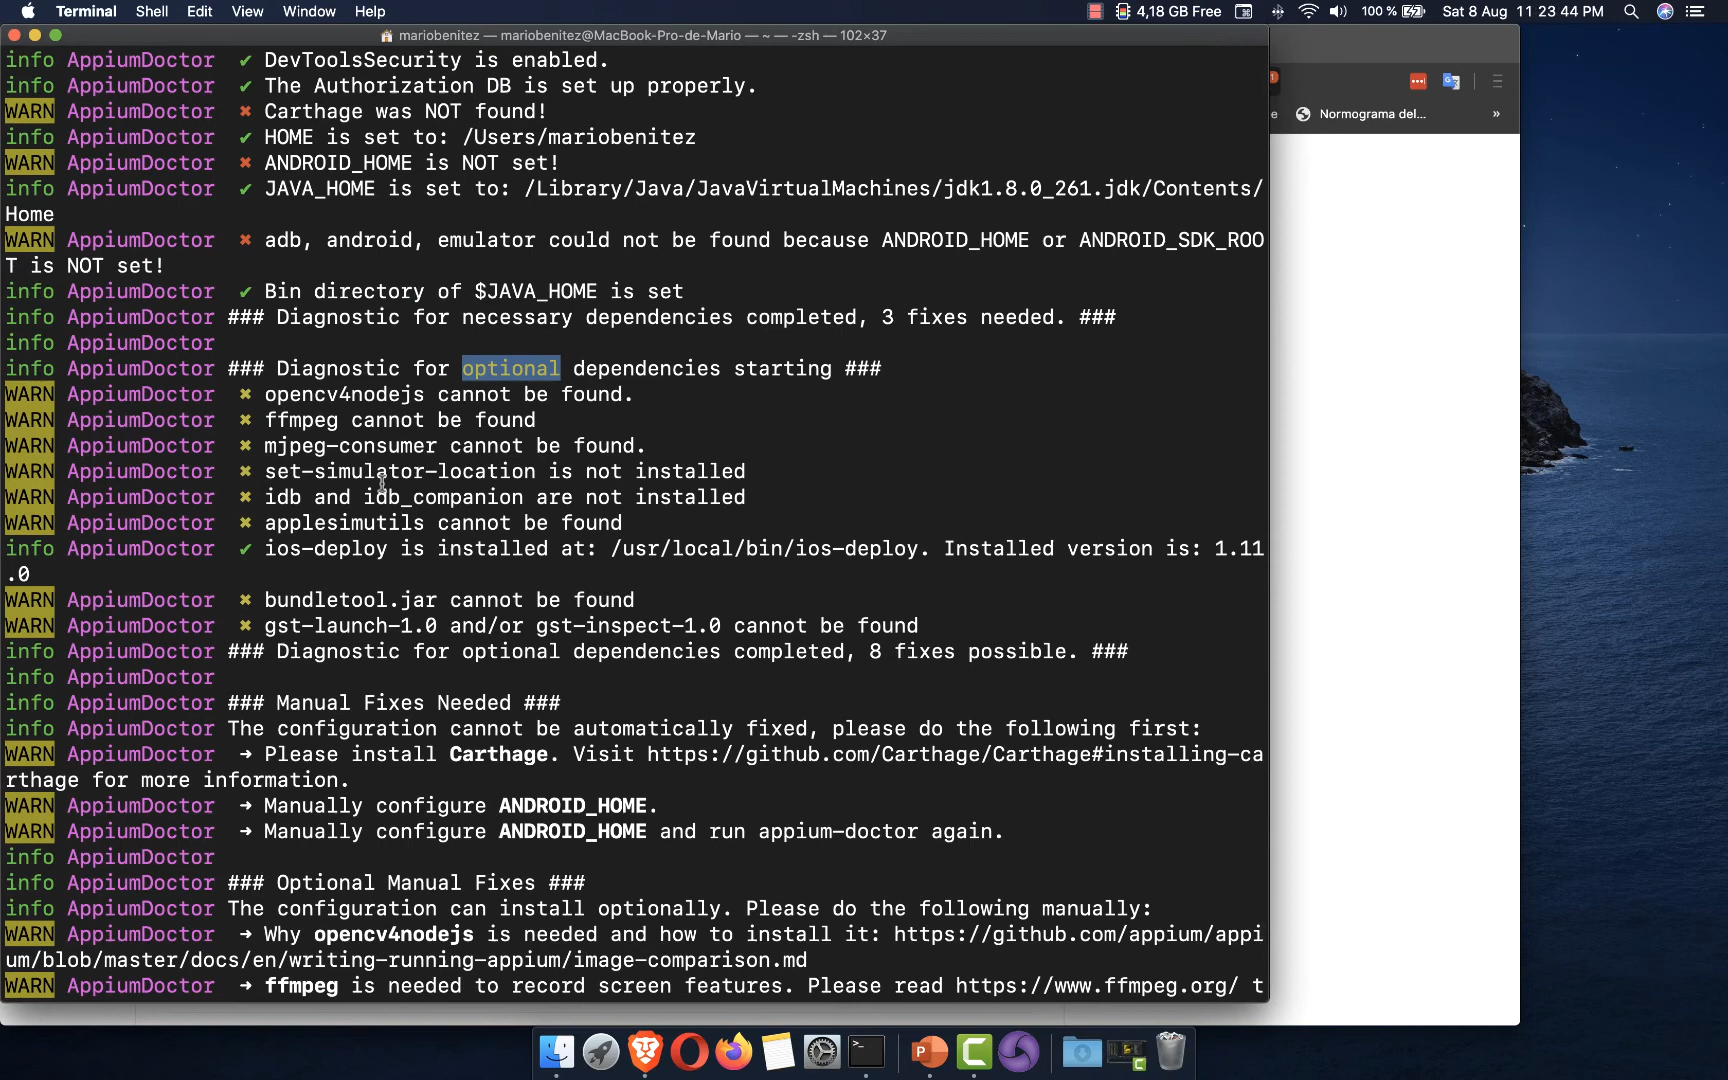 Terminal Shell Edit View Window Help 4,18 GB Free 100 % Sat 8 Aug 11 23 44 PM
mariobenitez — mariobenitez@MacBook-Pro-de-Mario — ~ — -zsh — 102×37
info AppiumDoctor ✔ DevToolsSecurity is enabled.
info AppiumDoctor ✔ The Authorization DB is set up properly.
WARN AppiumDoctor ✖ Carthage was NOT found!
info AppiumDoctor ✔ HOME is set to: /Users/mariobenitez
WARN AppiumDoctor ✖ ANDROID_HOME is NOT set!
info AppiumDoctor ✔ JAVA_HOME is set to: /Library/Java/JavaVirtualMachines/jdk1.8.0_261.jdk/Contents/
Home
WARN AppiumDoctor ✖ adb, android, emulator could not be found because ANDROID_HOME or ANDROID_SDK_ROO
T is NOT set!
info AppiumDoctor ✔ Bin directory of $JAVA_HOME is set
info AppiumDoctor ### Diagnostic for necessary dependencies completed, 3 fixes needed. ###
info AppiumDoctor
info AppiumDoctor ### Diagnostic for optional dependencies starting ###
WARN AppiumDoctor ✖ opencv4nodejs cannot be found.
WARN AppiumDoctor ✖ ffmpeg cannot be found
WARN AppiumDoctor ✖ mjpeg-consumer cannot be found.
WARN AppiumDoctor ✖ set-simulator-location is not installed
WARN AppiumDoctor ✖ idb and idb_companion are not installed
WARN AppiumDoctor ✖ applesimutils cannot be found
info AppiumDoctor ✔ ios-deploy is installed at: /usr/local/bin/ios-deploy. Installed version is: 1.11
.0
WARN AppiumDoctor ✖ bundletool.jar cannot be found
WARN AppiumDoctor ✖ gst-launch-1.0 and/or gst-inspect-1.0 cannot be found
info AppiumDoctor ### Diagnostic for optional dependencies completed, 8 fixes possible. ###
info AppiumDoctor
info AppiumDoctor ### Manual Fixes Needed ###
info AppiumDoctor The configuration cannot be automatically fixed, please do the following first:
WARN AppiumDoctor ➜ Please install Carthage. Visit https://github.com/Carthage/Carthage#installing-ca
rthage for more information.
WARN AppiumDoctor ➜ Manually configure ANDROID_HOME.
WARN AppiumDoctor ➜ Manually configure ANDROID_HOME and run appium-doctor again.
info AppiumDoctor
info AppiumDoctor ### Optional Manual Fixes ###
info AppiumDoctor The configuration can install optionally. Please do the following manually:
WARN AppiumDoctor ➜ Why opencv4nodejs is needed and how to install it: https://github.com/appium/appi
um/blob/master/docs/en/writing-running-appium/image-comparison.md
WARN AppiumDoctor ➜ ffmpeg is needed to record screen features. Please read https://www.ffmpeg.org/ t
e Normograma del... »